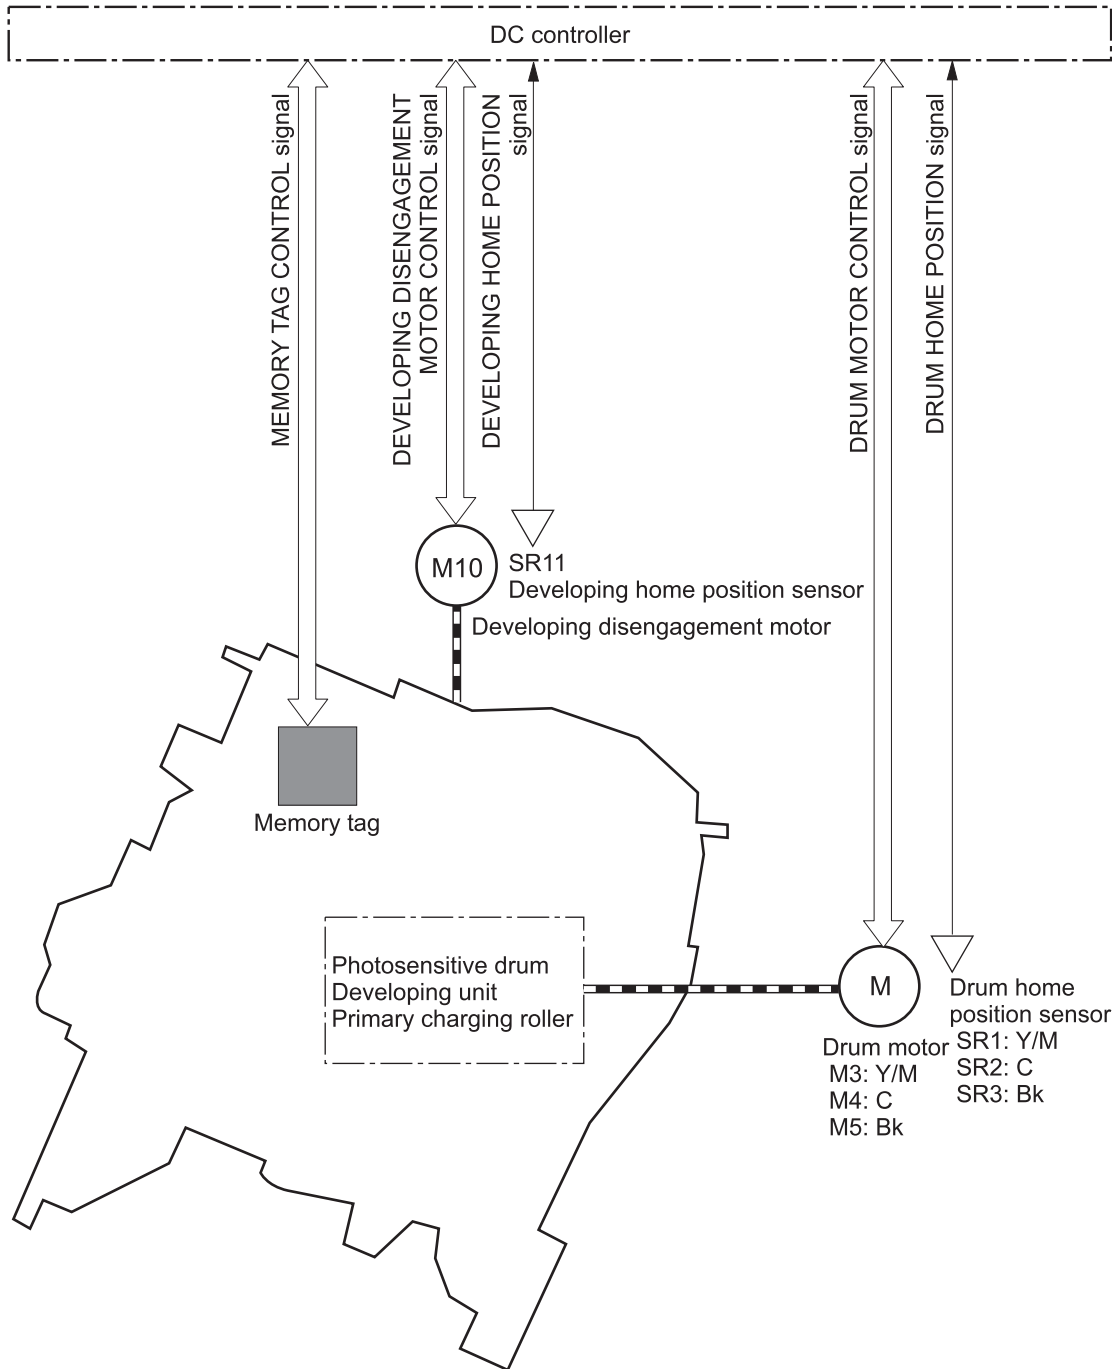 DC controller
MEMORY TAG CONTROL signal
DEVELOPING DISENGAGEMENT
MOTOR CONTROL signal
DEVELOPING HOME POSITION
signal
DRUM MOTOR CONTROL signal
DRUM HOME POSITION signal
M10
SR11
Developing home position sensor
Developing disengagement motor
Memory tag
Photosensitive drum
Developing unit
Primary charging roller
M
Drum motor
M3: Y/M
M4: C
M5: Bk
Drum home
position sensor
SR1: Y/M
SR2: C
SR3: Bk